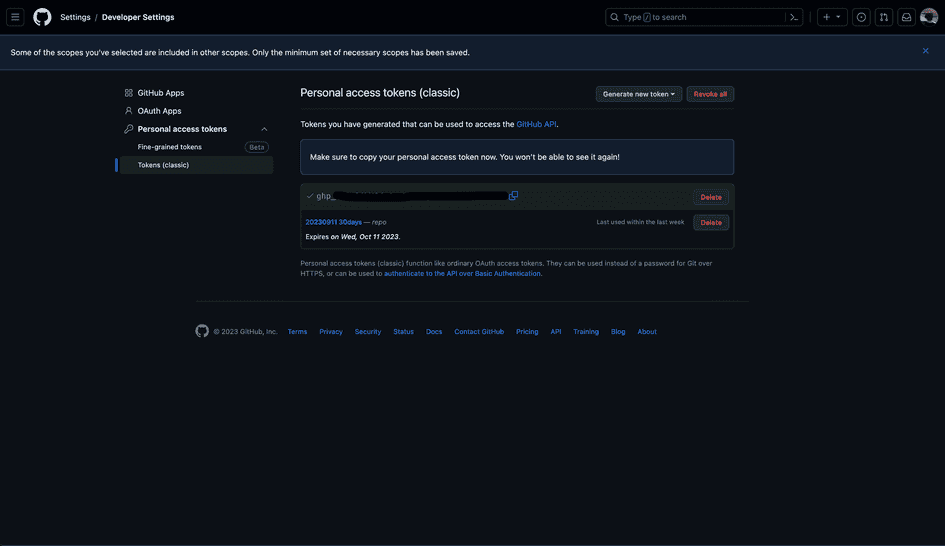 Settings / Developer Settings
Type / to search
Some of the scopes you've selected are included in other scopes. Only the minimum set of necessary scopes has been saved.
GitHub Apps
OAuth Apps
Personal access tokens
Fine-grained tokens Beta
Tokens (classic)
Personal access tokens (classic)
Generate new token
Revoke all
Tokens you have generated that can be used to access the GitHub API.
Make sure to copy your personal access token now. You won't be able to see it again!
ghp_
Delete
20230911 30days — repo
Last used within the last week
Delete
Expires on Wed, Oct 11 2023.
Personal access tokens (classic) function like ordinary OAuth access tokens. They can be used instead of a password for Git over
HTTPS, or can be used to authenticate to the API over Basic Authentication.
© 2023 GitHub, Inc. Terms Privacy Security Status Docs Contact GitHub Pricing API Training Blog About